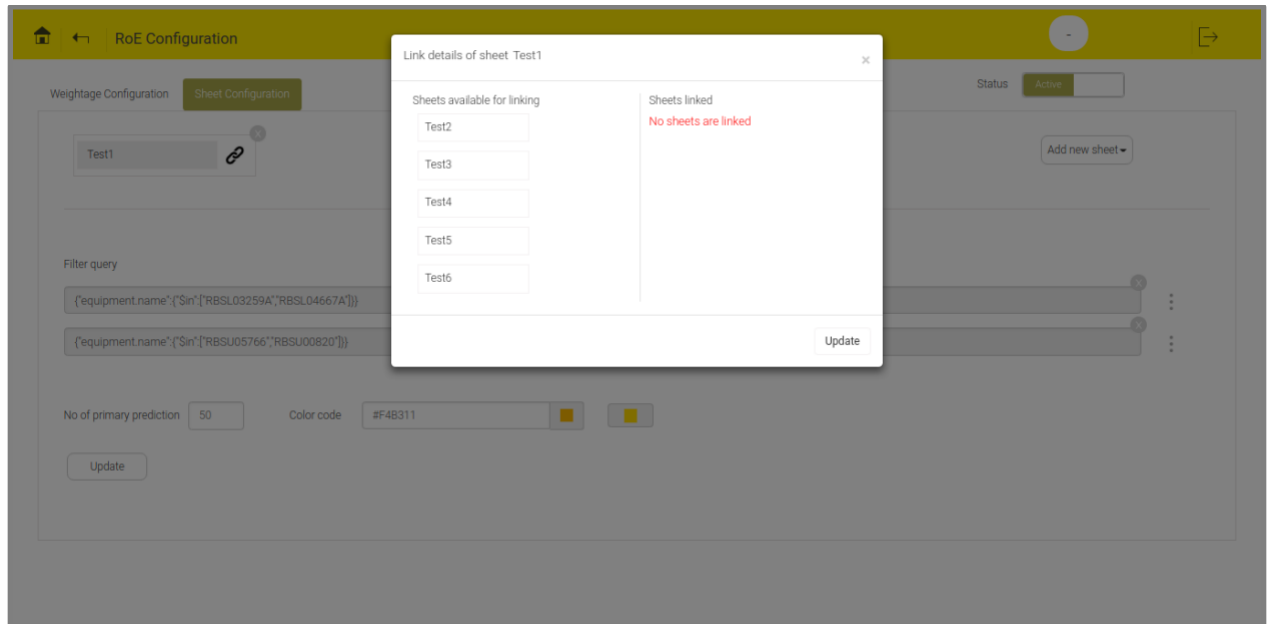 RoE Configuration
-
Link details of sheet Test1
×
Weightage Configuration
Sheet Configuration
Status
Active
Sheets available for linking
Sheets linked
Test2
No sheets are linked
Test1
x
Add new sheet
Test3
Test4
Test5
Test6
Filter query
{"equipment.name":{"$in":["RBSL03259A","RBSL04667A"]}}
x
{"equipment.name":{"$in":["RBSU05766","RBSU00820"]}}
x
Update
No of primary prediction
50
Color code
#F4B311
Update